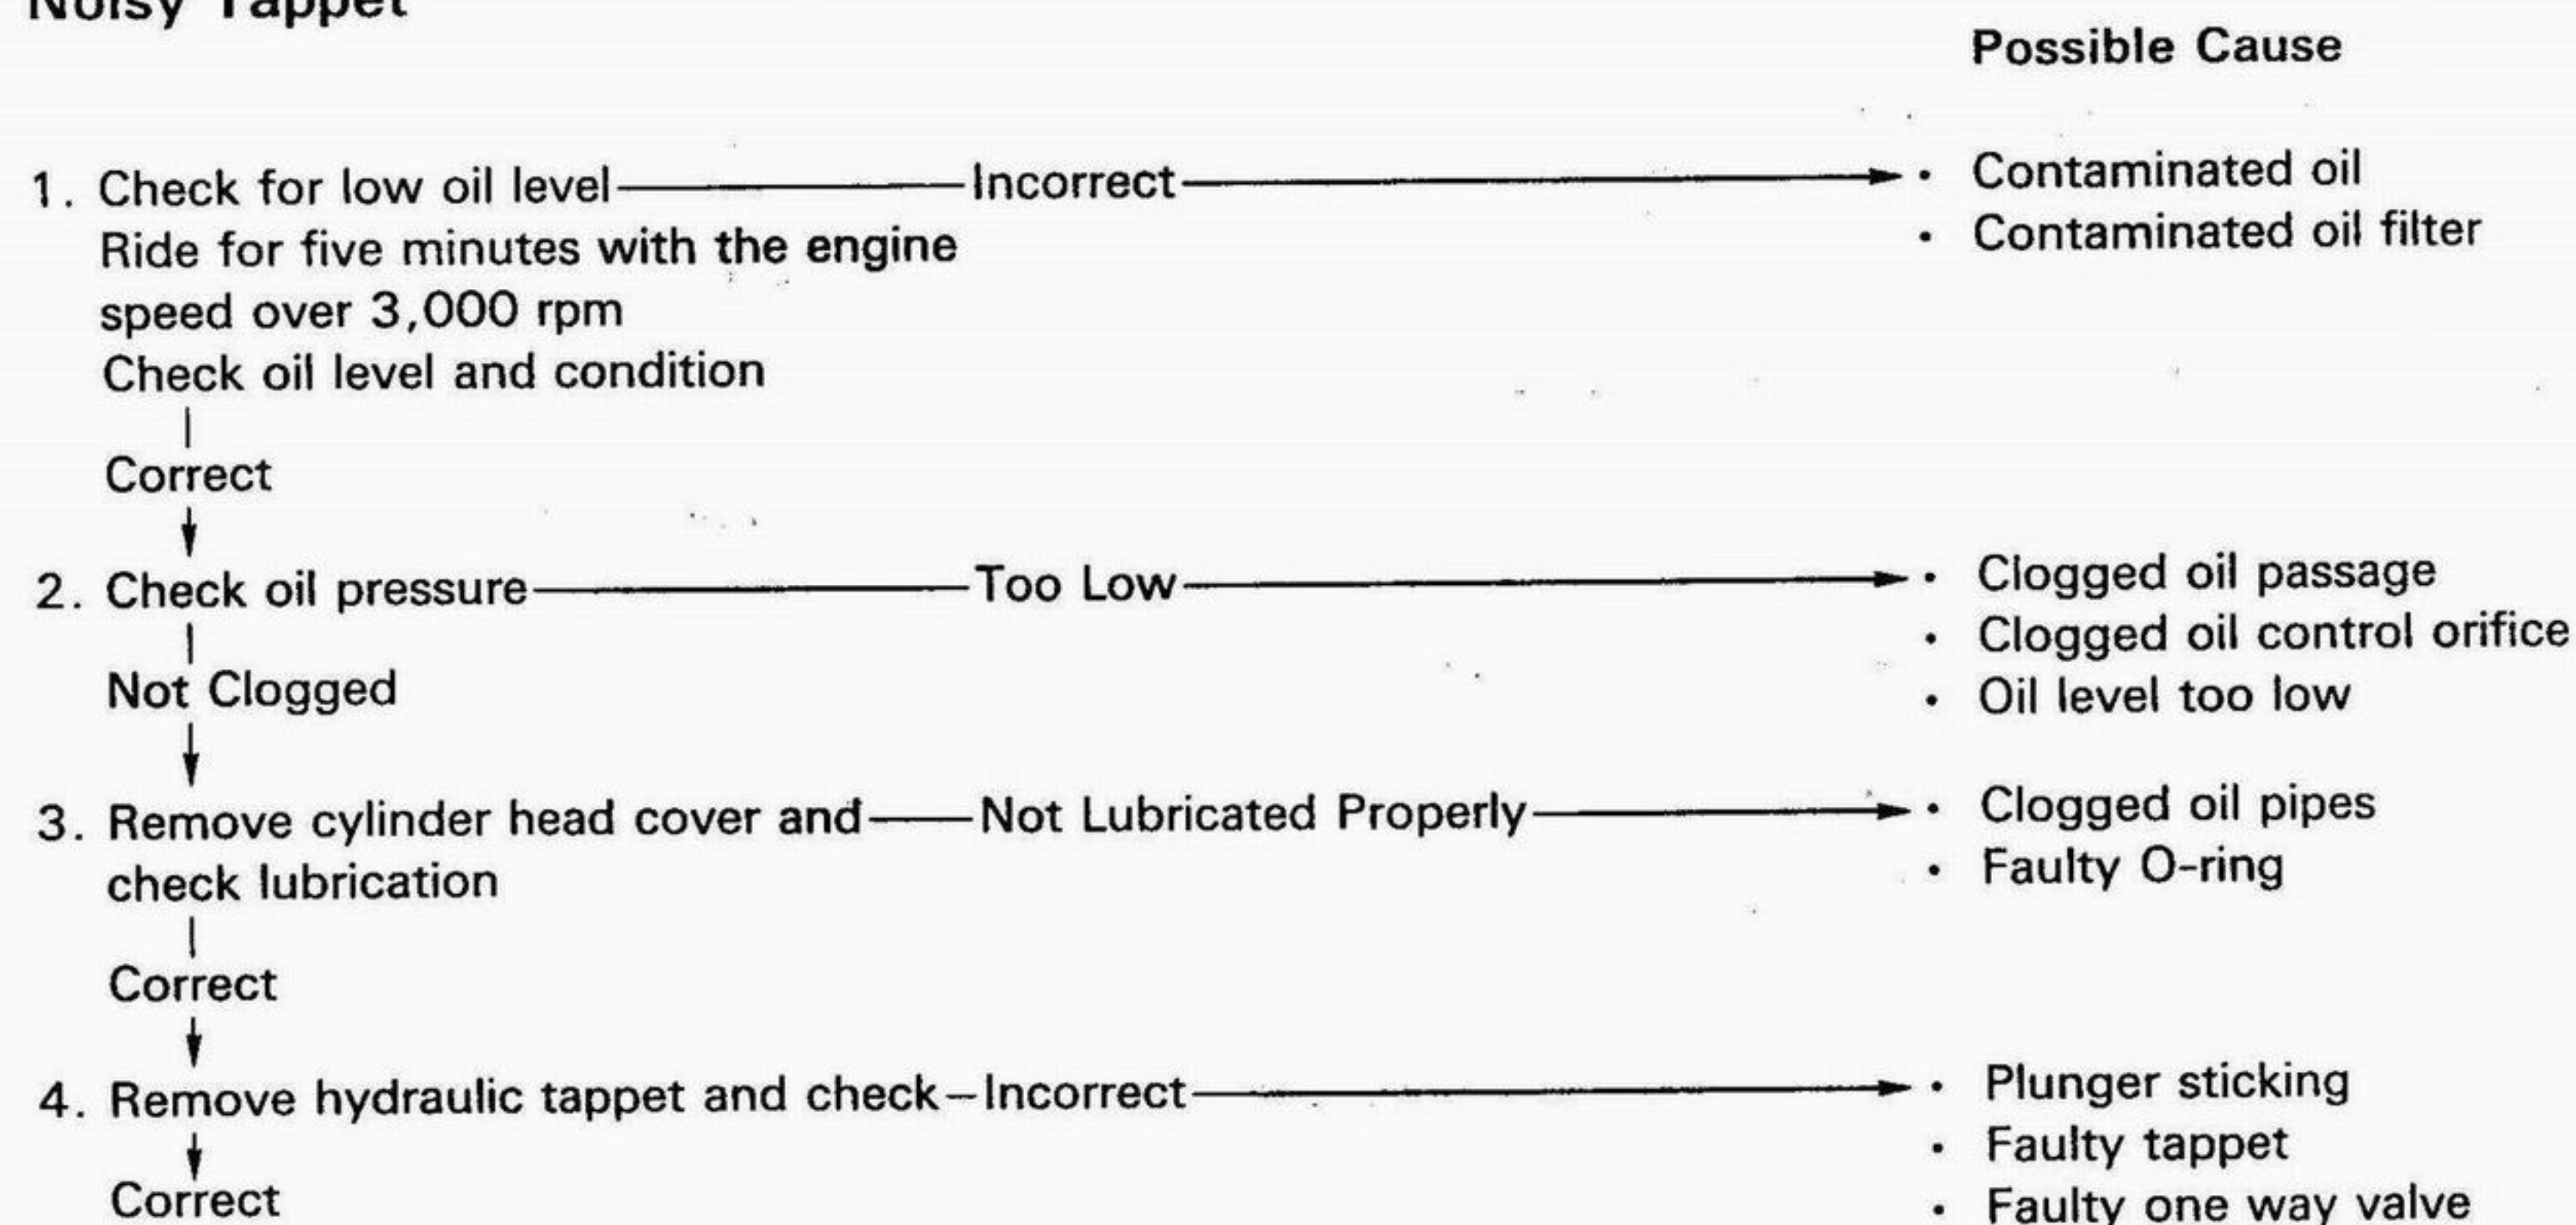 Noisy Tappet
Possible Cause
1. Check for low oil level Incorrect • Contaminated oil
Ride for five minutes with the engine • Contaminated oil filter
speed over 3,000 rpm
Check oil level and condition
Correct
2. Check oil pressure Too Low • Clogged oil passage
• Clogged oil control orifice
Not Clogged • Oil level too low
3. Remove cylinder head cover and Not Lubricated Properly • Clogged oil pipes
check lubrication • Faulty O-ring
Correct
4. Remove hydraulic tappet and check – Incorrect • Plunger sticking
• Faulty tappet
Correct • Faulty one way valve